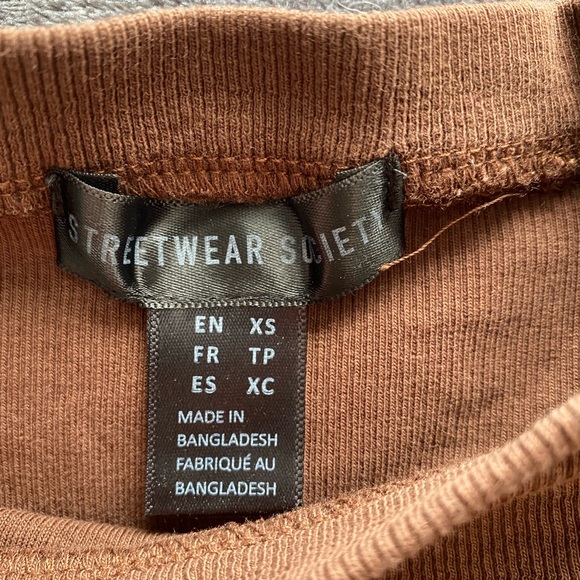 STREETWEAR SOCIETY
EN XS
FR TP
ES XC
MADE IN
BANGLADESH
FABRIQUÉ AU
BANGLADESH